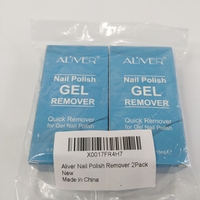 ALIVER
Nail Polish
GEL
REMOVER
Quick Remover
for Gel Nail Polish
ALIVER
Nail Polish
GEL
REMOVER
Quick Remover
for Gel Nail Polish
X0017FR4H7
Aliver Nail Polish Remover 2Pack
New
Made in China